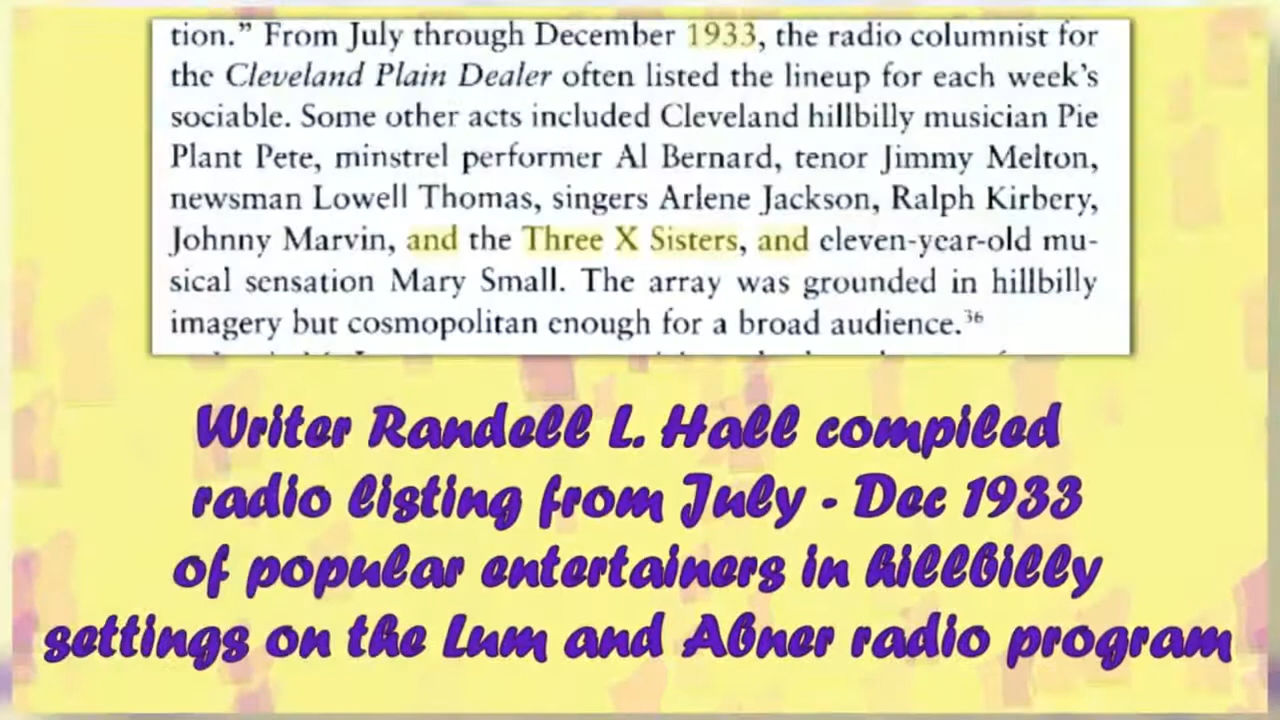 tion.” From July through December 1933, the radio columnist for
the Cleveland Plain Dealer often listed the lineup for each week’s
sociable. Some other acts included Cleveland hillbilly musician Pie
Plant Pete, minstrel performer Al Bernard, tenor Jimmy Melton,
newsman Lowell Thomas, singers Arlene Jackson, Ralph Kirbery,
Johnny Marvin, and the Three X Sisters, and eleven-year-old mu-
sical sensation Mary Small. The array was grounded in hillbilly
imagery but cosmopolitan enough for a broad audience.36
Writer Randell L. Hall compiled
radio listing from July - Dec 1933
of popular entertainers in hillbilly
settings on the Lum and Abner radio program